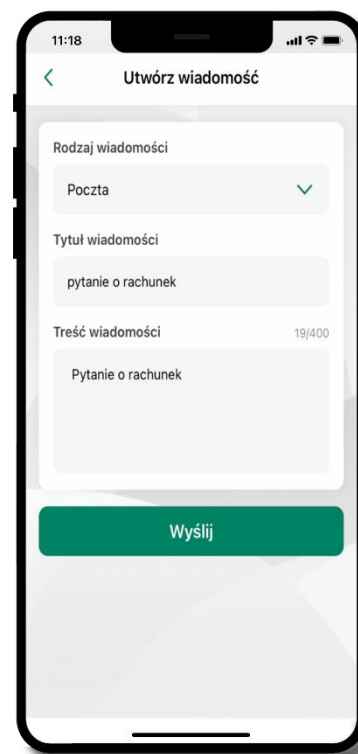 11:18
Utwórz wiadomość
Rodzaj wiadomości
Poczta
Tytuł wiadomości
pytanie o rachunek
Treść wiadomości 19/400
Pytanie o rachunek
Wyślij